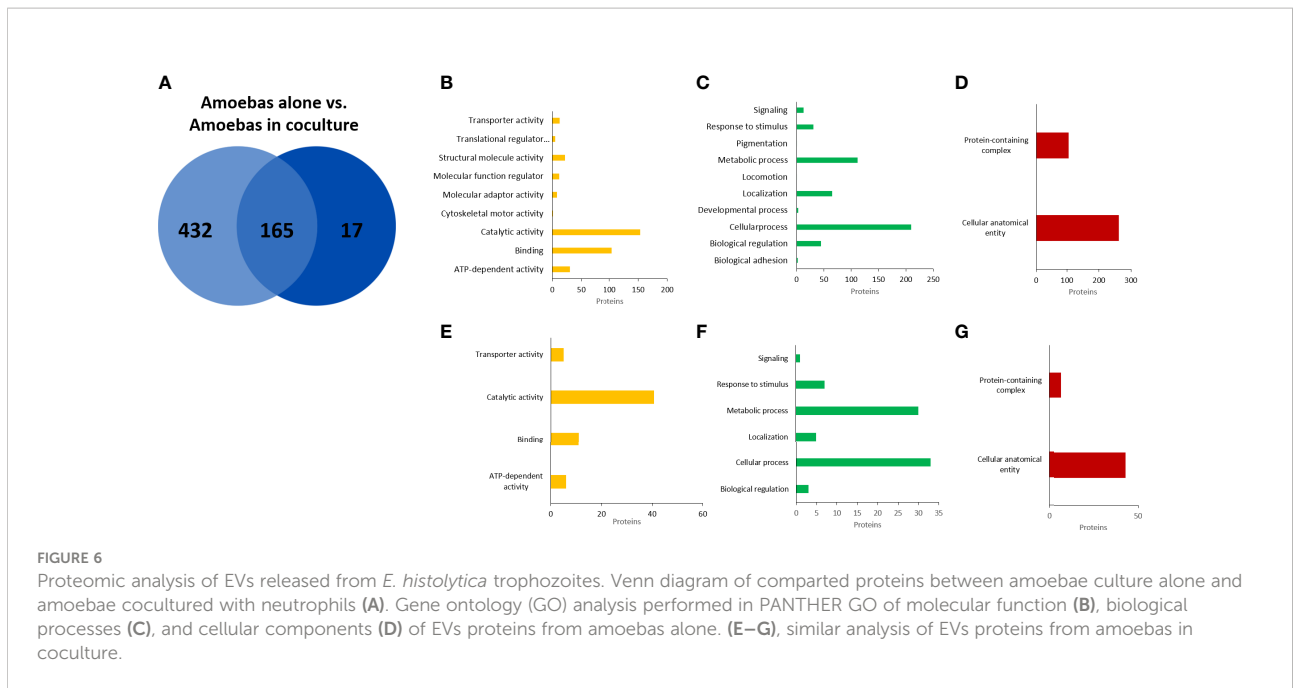 A
Amoebas alone vs.
Amoebas in coculture
432
165
17
B
Transporter activity
Translational regulator...
Structural molecule activity
Molecular function regulator
Molecular adaptor activity
Cytoskeletal motor activity
Catalytic activity
Binding
ATP-dependent activity
0 50 100 150 200
Proteins
C
Signaling
Response to stimulus
Pigmentation
Metabolic process
Locomotion
Localization
Developmental process
Cellularprocess
Biological regulation
Biological adhesion
0 50 100 150 200 250
Proteins
D
Protein-containing
complex
Cellular anatomical
entity
0 100 200 300
Proteins
E
Transporter activity
Catalytic activity
Binding
ATP-dependent
activity
0 20 40 60
Proteins
F
Signaling
Response to stimulus
Metabolic process
Localization
Cellular process
Biological regulation
0 5 10 15 20 25 30 35
Proteins
G
Protein-containing
complex
Cellular anatomical
entity
0 50
Proteins
FIGURE 6
Proteomic analysis of EVs released from E. histolytica trophozoites. Venn diagram of comparted proteins between amoebae culture alone and
amoebae cocultured with neutrophils (A). Gene ontology (GO) analysis performed in PANTHER GO of molecular function (B), biological
processes (C), and cellular components (D) of EVs proteins from amoebas alone. (E–G), similar analysis of EVs proteins from amoebas in
coculture.